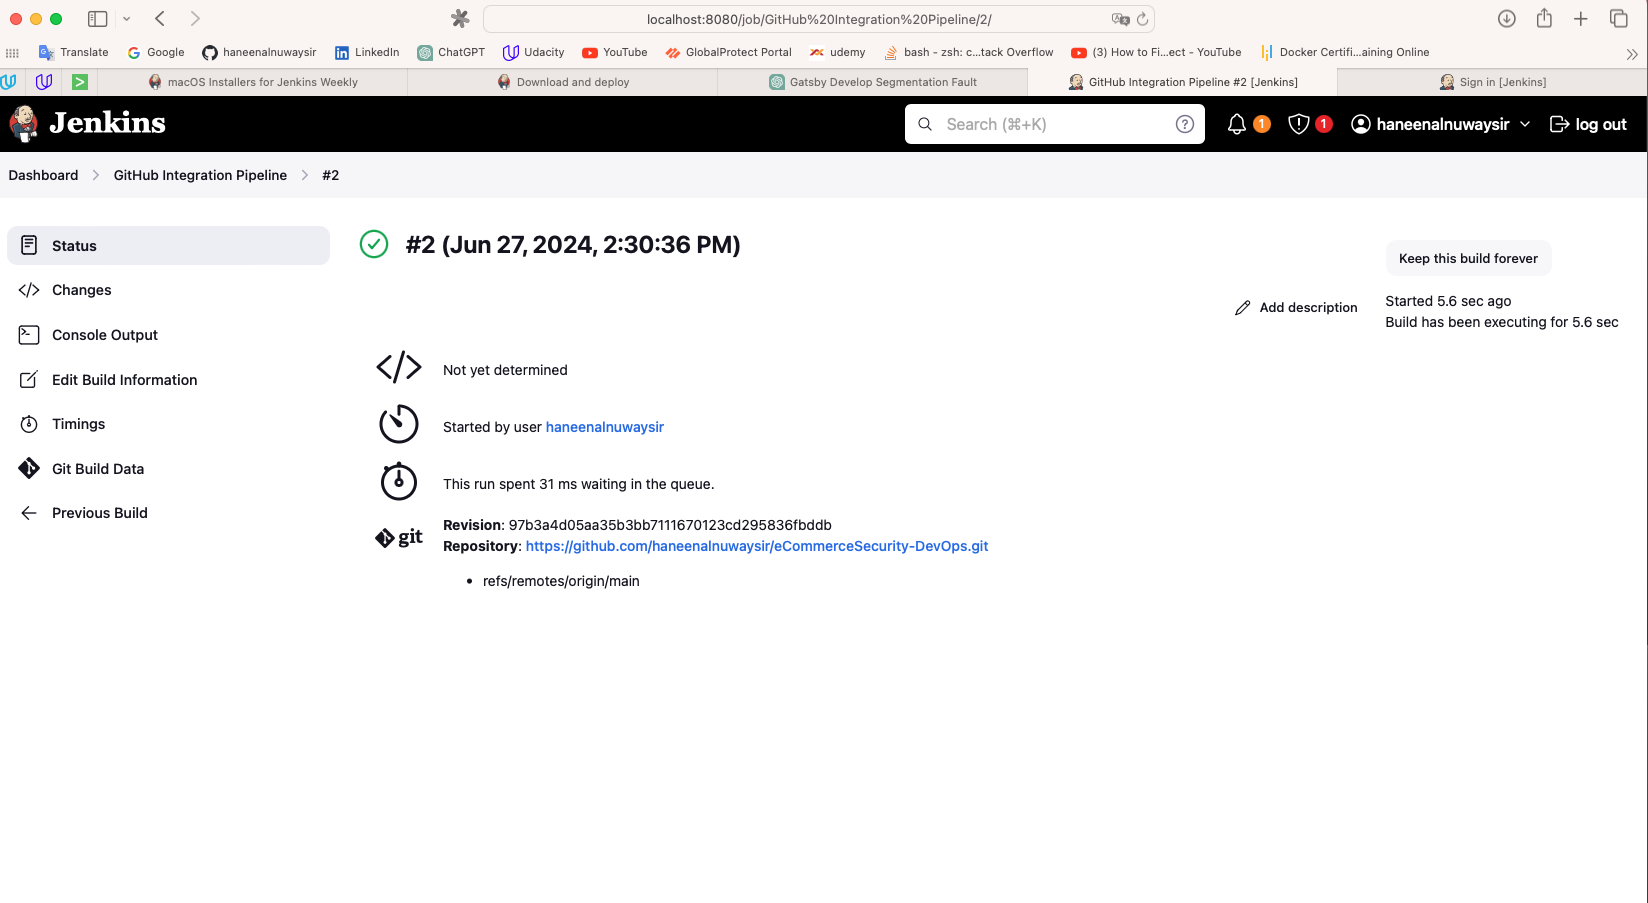 localhost:8080/job/GitHub%20Integration%20Pipeline/2/
Translate Google haneenalnuwaysir LinkedIn ChatGPT Udacity YouTube GlobalProtect Portal udemy bash - zsh: c...tack Overflow (3) How to Fi...ect - YouTube Docker Certifi...aining Online
macOS Installers for Jenkins Weekly Download and deploy Gatsby Develop Segmentation Fault GitHub Integration Pipeline #2 [Jenkins] Sign in [Jenkins]
Jenkins Search (⌘+K) ? 1 1 haneenalnuwaysir log out
Dashboard > GitHub Integration Pipeline > #2
Status
Changes
Console Output
Edit Build Information
Timings
Git Build Data
Previous Build
#2 (Jun 27, 2024, 2:30:36 PM)
Keep this build forever
Add description
Started 5.6 sec ago
Build has been executing for 5.6 sec
Not yet determined
Started by user haneenalnuwaysir
This run spent 31 ms waiting in the queue.
git
Revision: 97b3a4d05aa35b3bb7111670123cd295836fbddb
Repository: https://github.com/haneenalnuwaysir/eCommerceSecurity-DevOps.git
• refs/remotes/origin/main